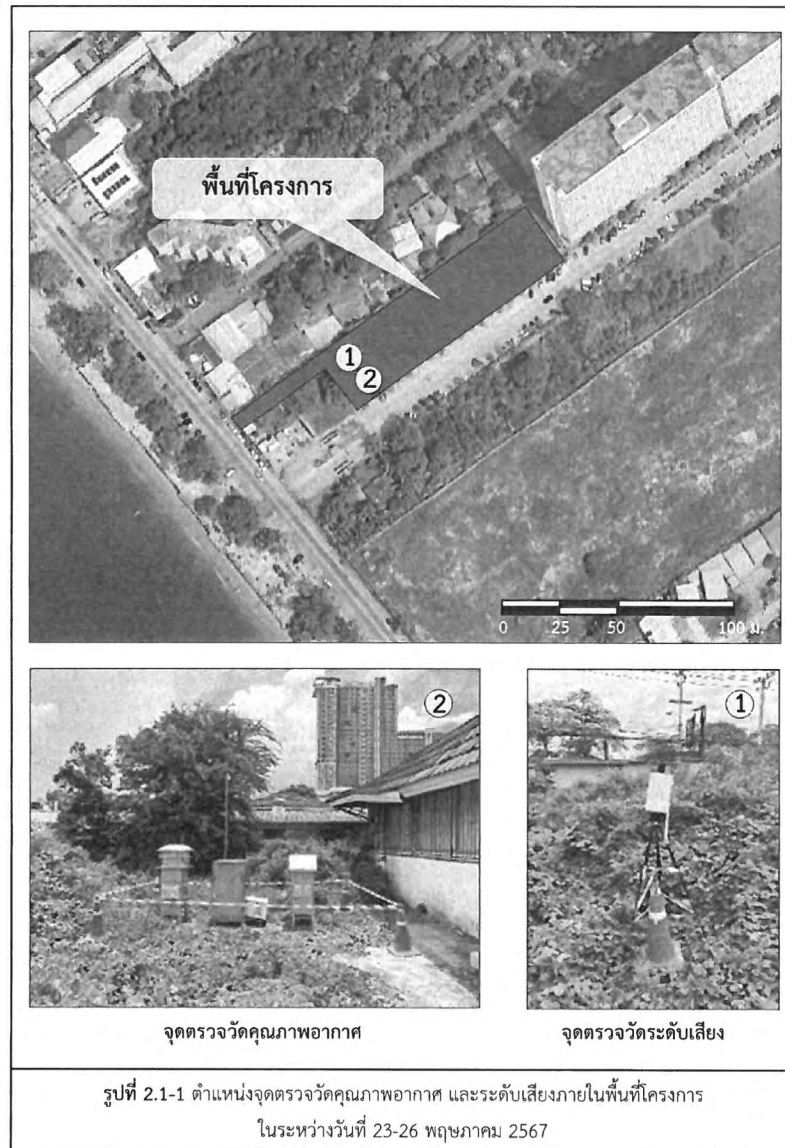 พื้นที่โครงการ
1
2
0 25 50 100 ม.
2
1
จุดตรวจวัดคุณภาพอากาศ
จุดตรวจวัดระดับเสียง
รูปที่ 2.1-1 ตำแหน่งจุดตรวจวัดคุณภาพอากาศ และระดับเสียงภายในพื้นที่โครงการ
ในระหว่างวันที่ 23-26 พฤษภาคม 2567